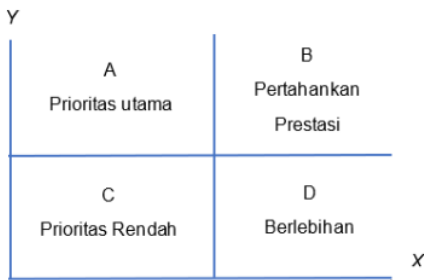 Y
A
Prioritas utama
B
Pertahankan
Prestasi
C
Prioritas Rendah
D
Berlebihan
X